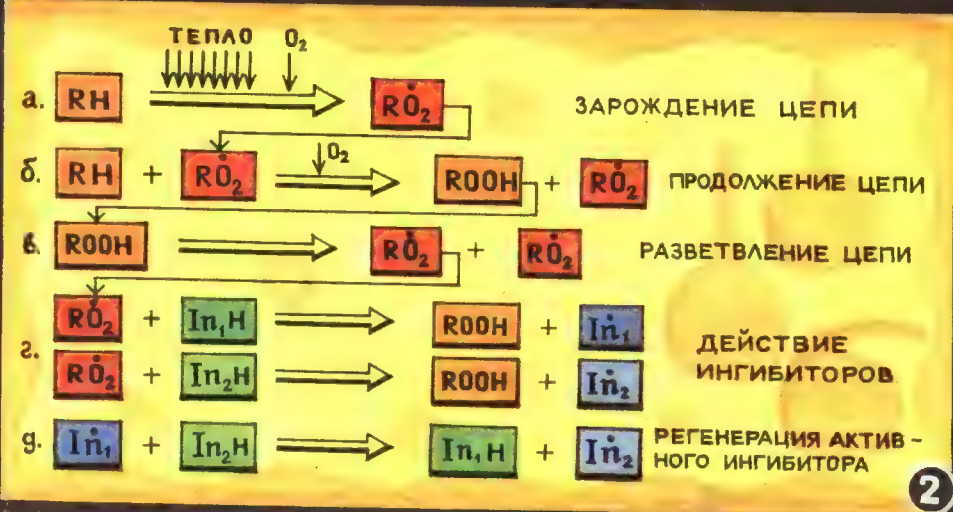 ТЕПЛО O₂
а. RH RȮ₂ ЗАРОЖДЕНИЕ ЦЕПИ
б. RH + RȮ₂ O₂ ROOH + RȮ₂ ПРОДОЛЖЕНИЕ ЦЕПИ
в. ROOH RȮ₂ + RȮ₂ РАЗВЕТВЛЕНИЕ ЦЕПИ
г. RȮ₂ + In₁H ROOH + İn₁
RȮ₂ + In₂H ROOH + İn₂
ДЕЙСТВИЕ
ИНГИБИТОРОВ
д. İn₁ + In₂H In₁H + İn₂
РЕГЕНЕРАЦИЯ АКТИВ-
НОГО ИНГИБИТОРА
2